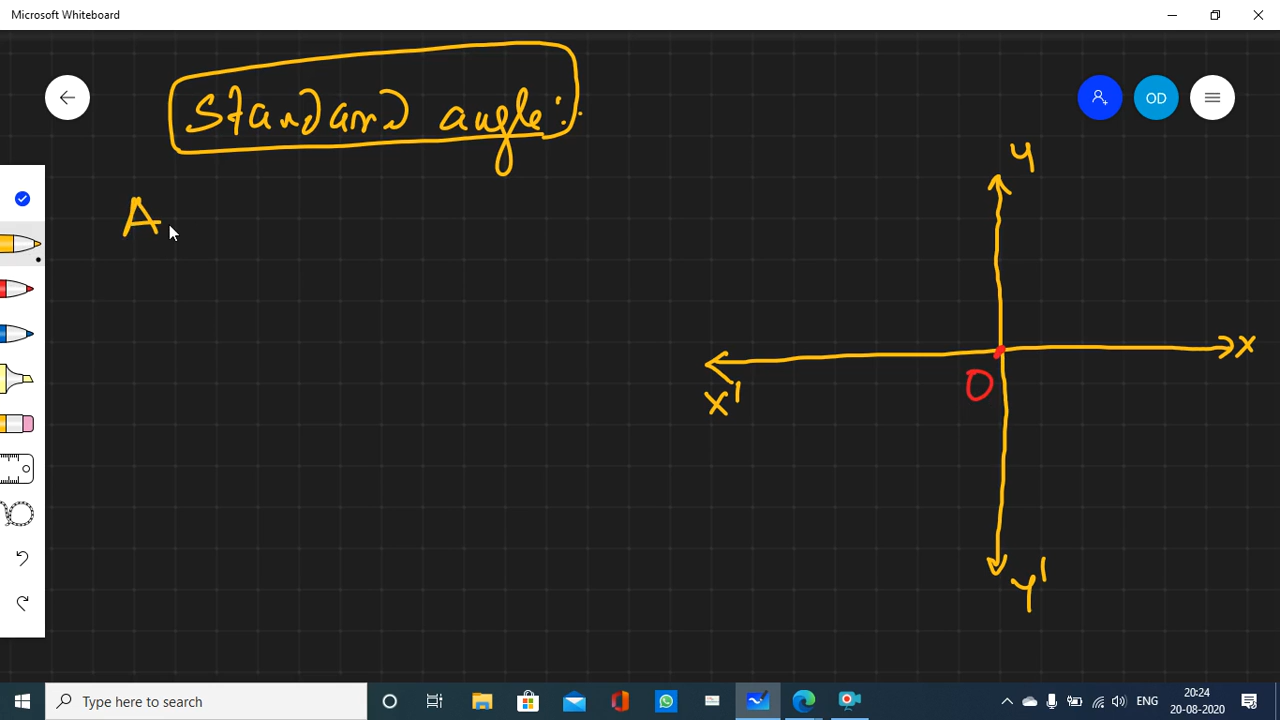 Microsoft Whiteboard
Standard angle:
OD
Y
A
X
O
X'
Y'
Type here to search
ENG
20:24
20-08-2020